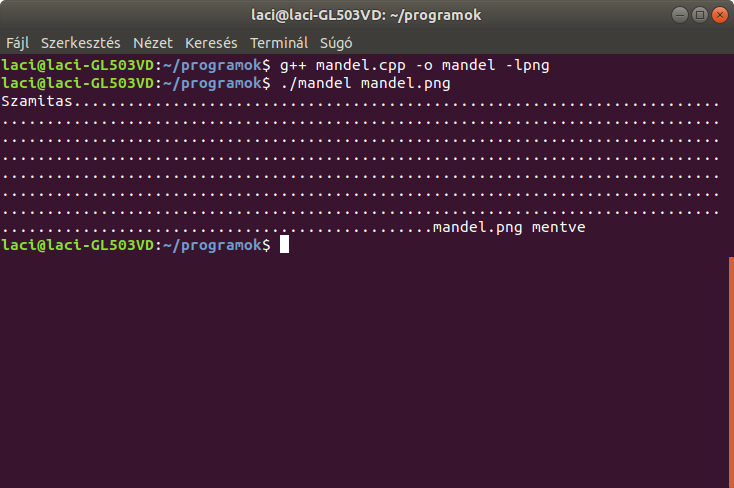 laci@laci-GL503VD: ~/programok
Fájl Szerkesztés Nézet Keresés Terminál Súgó
laci@laci-GL503VD:~/programok$ g++ mandel.cpp -o mandel -lpng
laci@laci-GL503VD:~/programok$ ./mandel mandel.png
Szamitas........................................................................
................................................................................
................................................................................
................................................................................
................................................................................
................................................................................
................................................................................
................................................mandel.png mentve
laci@laci-GL503VD:~/programok$